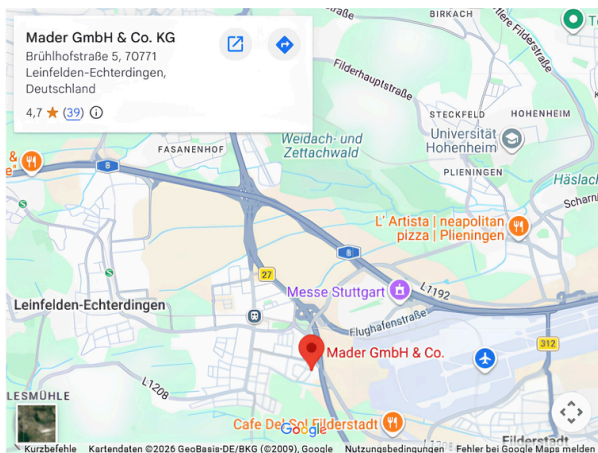 BIRKACH
Mader GmbH & Co. KG
Brühlhofstraße 5, 70771
Leinfelden-Echterdingen,
Deutschland
4,7 ★ (39)
Filderhauptstraße
STECKFELD
HOHENHEIM
Weidach- und
Zettachwald
Universität
Hohenheim
FASANENHOF
8
PLIENINGEN
L' Artista | neapolitan
pizza | Plieningen
8
27
Messe Stuttgart
L1192
Leinfelden-Echterdingen
Flughafenstraße
312
Mader GmbH & Co.
L1208
LESMÜHLE
Cafe Del Sol Filderstadt
Google
Filderstadt
Kurzbefehle Kartendaten ©2026 GeoBasis-DE/BKG (©2009), Google Nutzungsbedingungen Fehler bei Google Maps melden